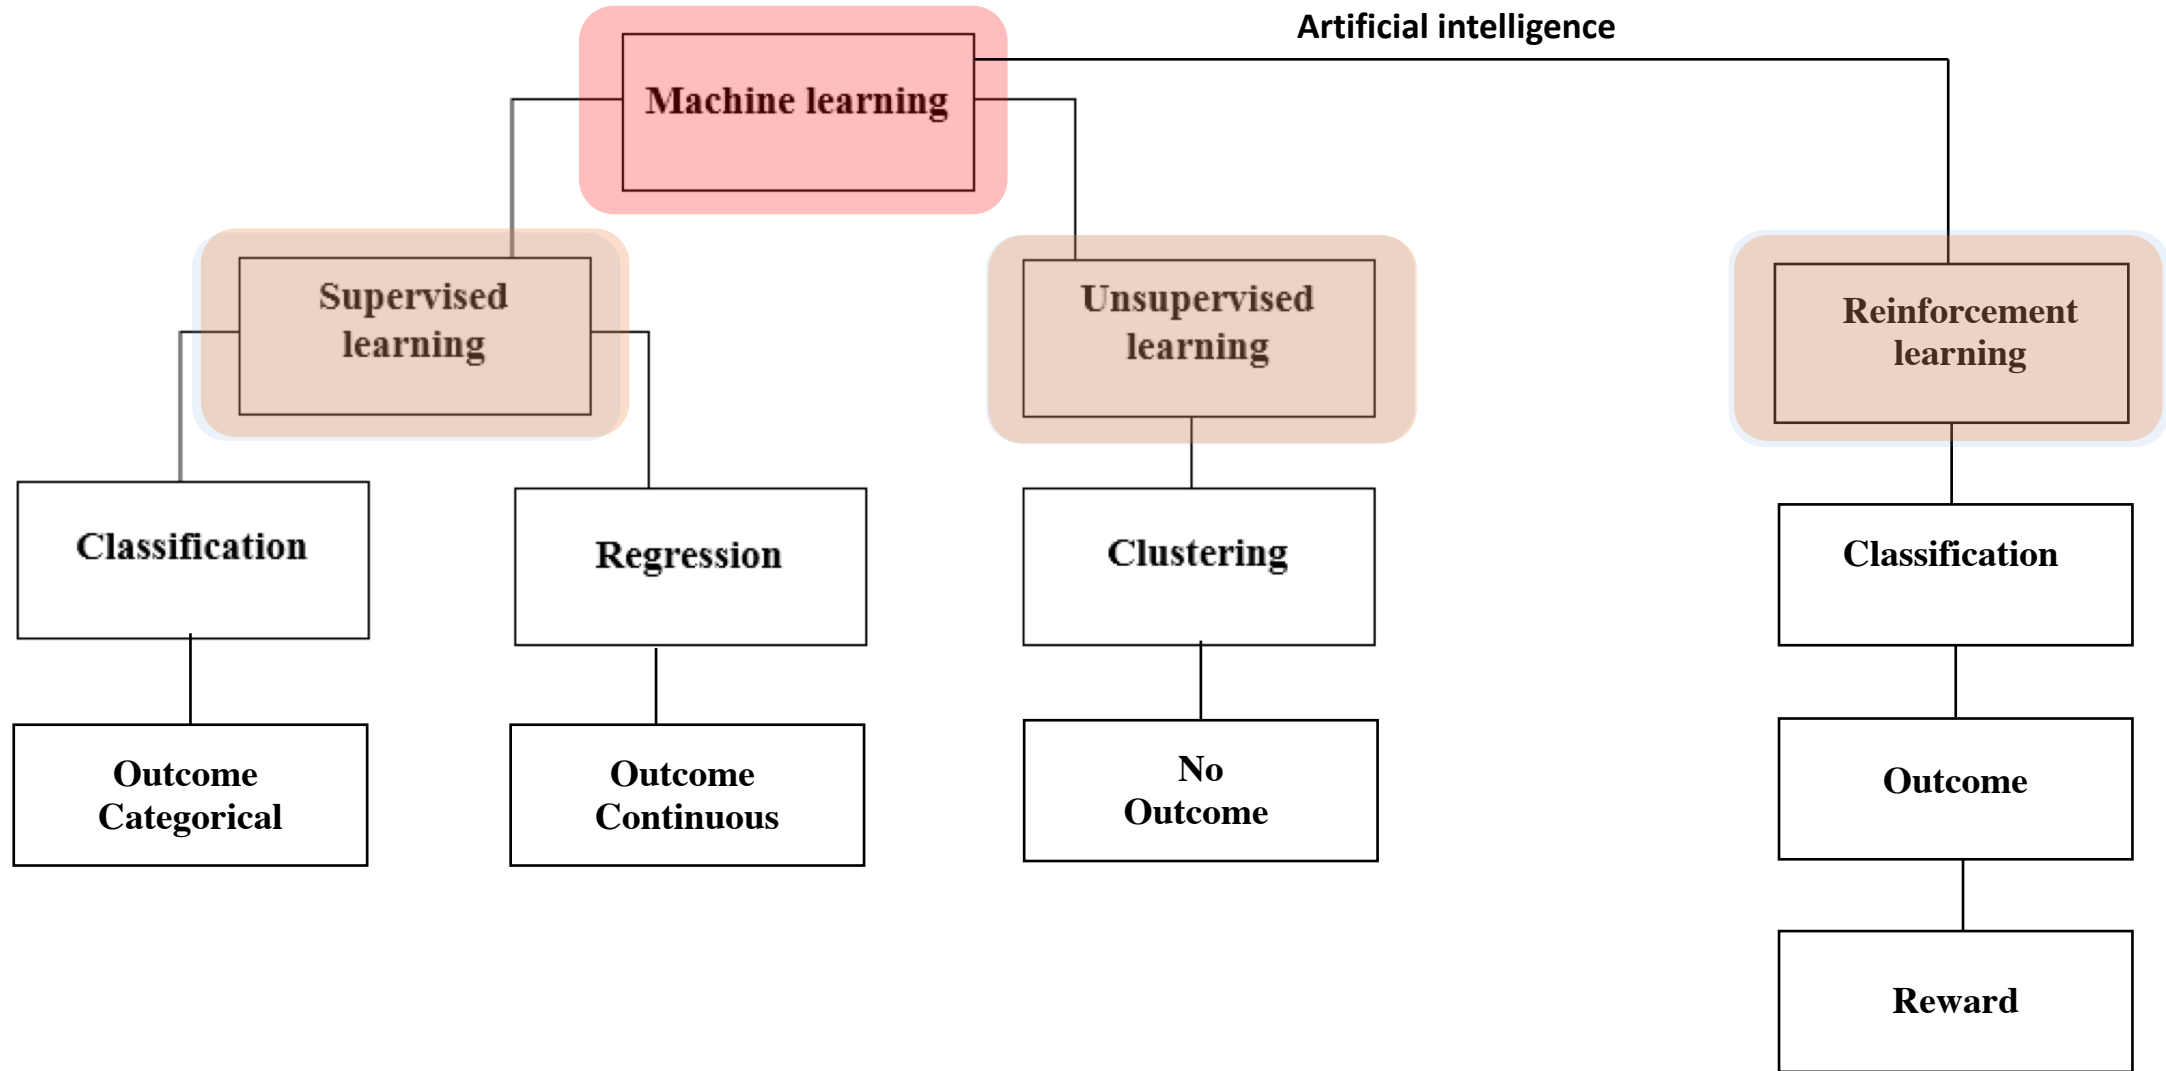 Artificial intelligence
Machine learning
Supervised
learning
Unsupervised
learning
Reinforcement
learning
Classification
Regression
Clustering
Classification
Outcome
Categorical
Outcome
Continuous
No
Outcome
Outcome
Reward